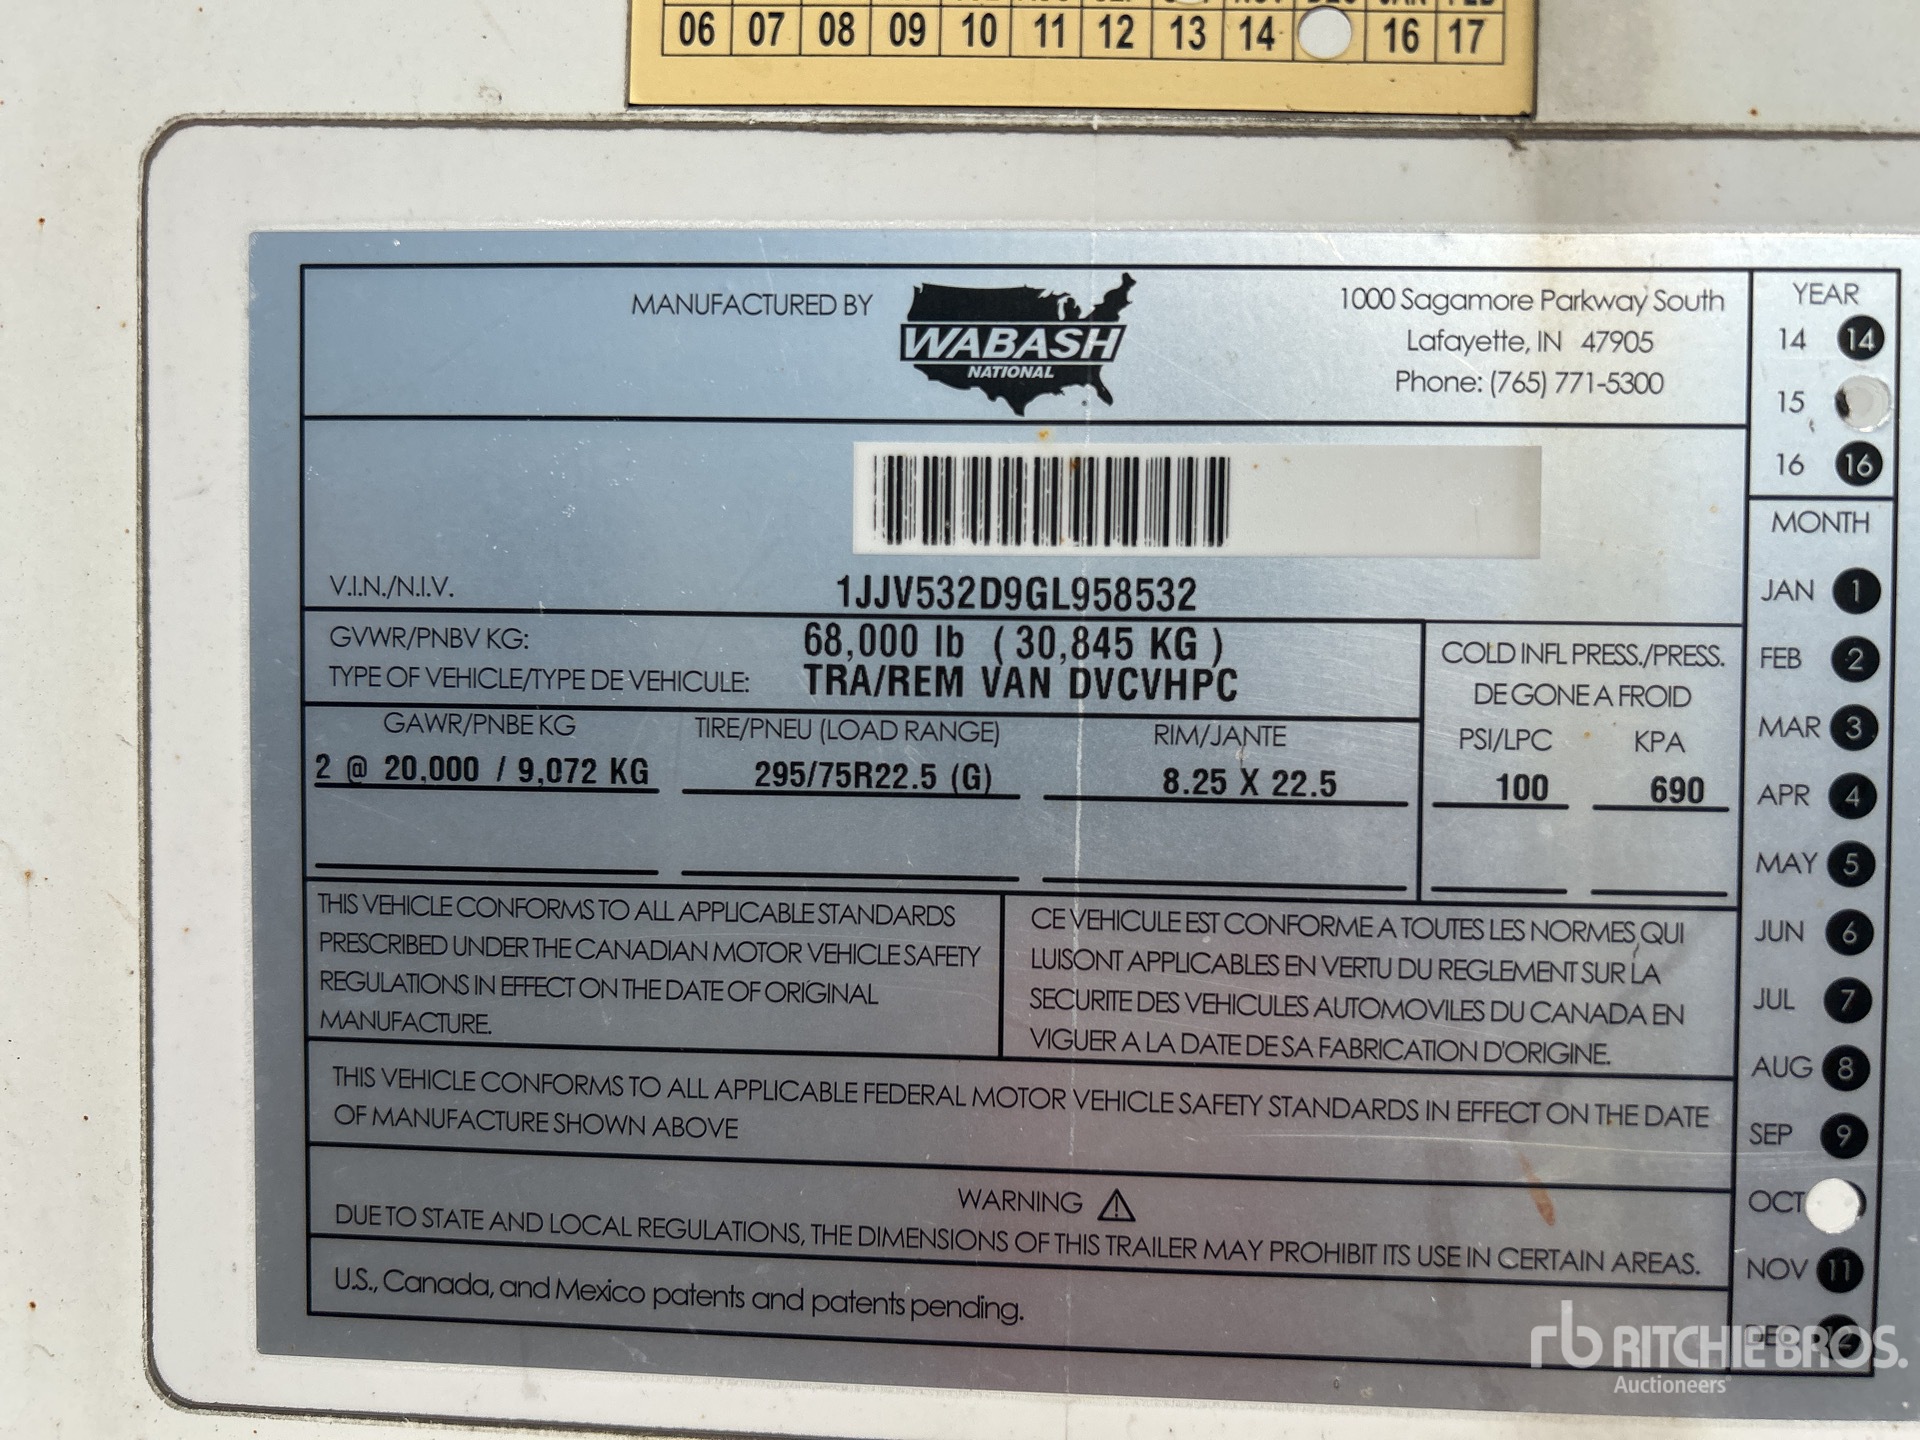 06 07 08 09 10 11 12 13 14 16 17
MANUFACTURED BY
WABASH
NATIONAL
1000 Sagamore Parkway South
Lafayette, IN 47905
Phone: (765) 771-5300
YEAR
14 14
15
16 16
V.I.N./N.I.V. 1JJV532D9GL958532
GVWR/PNBV KG: 68,000 lb ( 30,845 KG )
TYPE OF VEHICLE/TYPE DE VEHICULE: TRA/REM VAN DVCVHPC
COLD INFL PRESS./PRESS.
DE GONE A FROID
GAWR/PNBE KG TIRE/PNEU (LOAD RANGE) RIM/JANTE PSI/LPC KPA
2 @ 20,000 / 9,072 KG 295/75R22.5 (G) 8.25 X 22.5 100 690
THIS VEHICLE CONFORMS TO ALL APPLICABLE STANDARDS
PRESCRIBED UNDER THE CANADIAN MOTOR VEHICLE SAFETY
REGULATIONS IN EFFECT ON THE DATE OF ORIGINAL
MANUFACTURE.
CE VEHICULE EST CONFORME A TOUTES LES NORMES QUI
LUISONT APPLICABLES EN VERTU DU REGLEMENT SUR LA
SECURITE DES VEHICULES AUTOMOVILES DU CANADA EN
VIGUER A LA DATE DE SA FABRICATION D'ORIGINE.
THIS VEHICLE CONFORMS TO ALL APPLICABLE FEDERAL MOTOR VEHICLE SAFETY STANDARDS IN EFFECT ON THE DATE
OF MANUFACTURE SHOWN ABOVE
WARNING
DUE TO STATE AND LOCAL REGULATIONS, THE DIMENSIONS OF THIS TRAILER MAY PROHIBIT ITS USE IN CERTAIN AREAS.
U.S., Canada, and Mexico patents and patents pending.
MONTH
JAN 1
FEB 2
MAR 3
APR 4
MAY 5
JUN 6
JUL 7
AUG 8
SEP 9
OCT
NOV 11
DEC 12
rb RITCHIE BROS.
Auctioneers